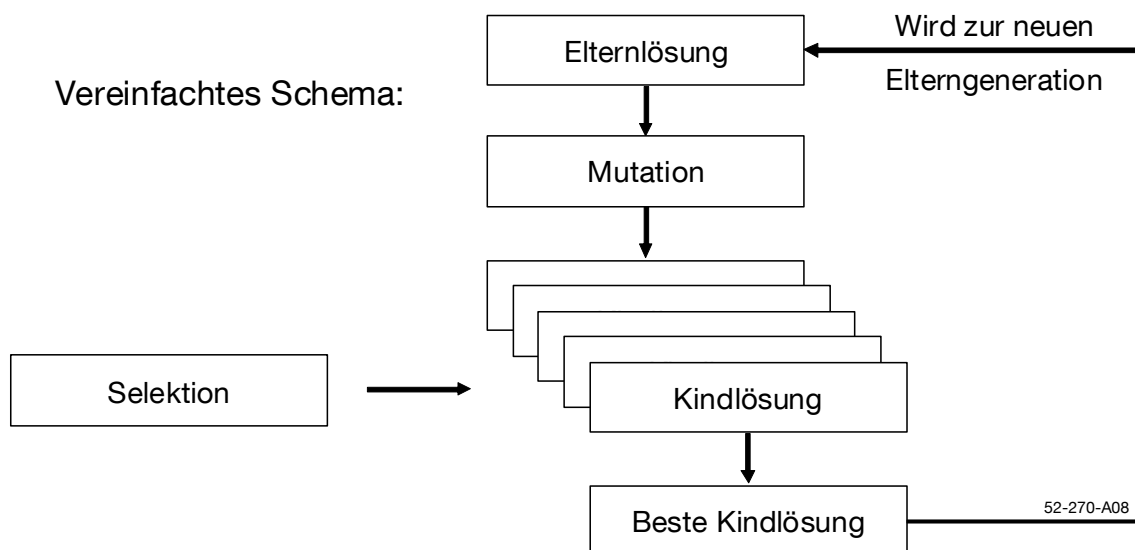 Wird zur neuen
Elternlösung
Elterngeneration
Vereinfachtes Schema:
Mutation
Selektion
Kindlösung
52-270-A08
Beste Kindlösung